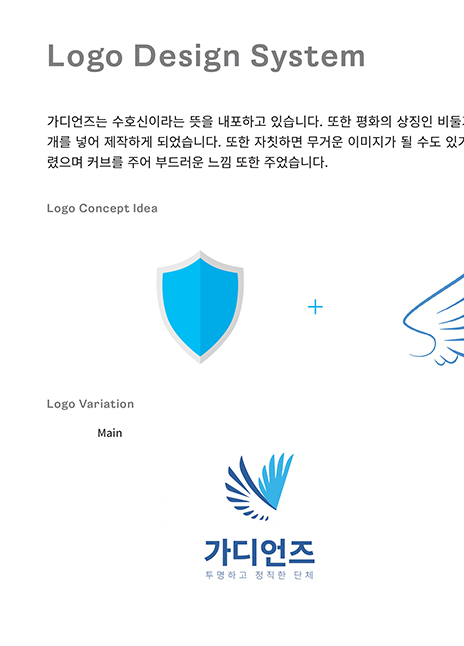 Logo Design System
가디언즈는 수호신이라는 뜻을 내포하고 있습니다. 또한 평화의 상징인
개를 넣어 제작하게 되었습니다. 또한 자칫하면 무거운 이미지가 될 수도
렸으며 커브를 주어 부드러운 느낌 또한 주었습니다.
Logo Concept Idea
+
Logo Variation
Main
가디언즈
투명하고 정직한 단체